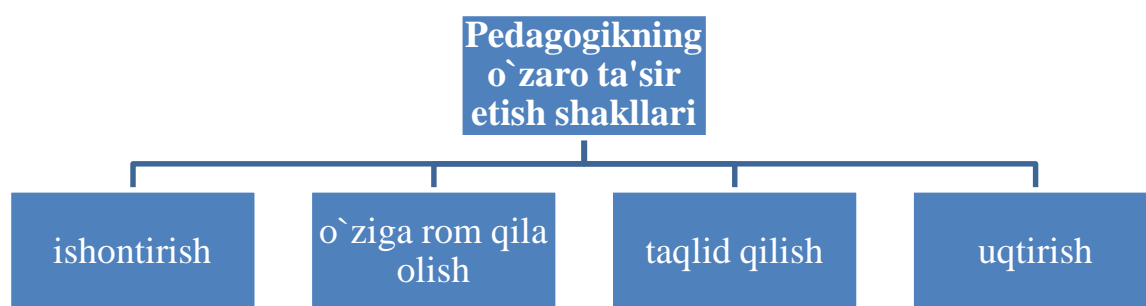 Pedagogikning
o`zaro ta'sir
etish shakllari
ishontirish
o`ziga rom qila
olish
taqlid qilish
uqtirish